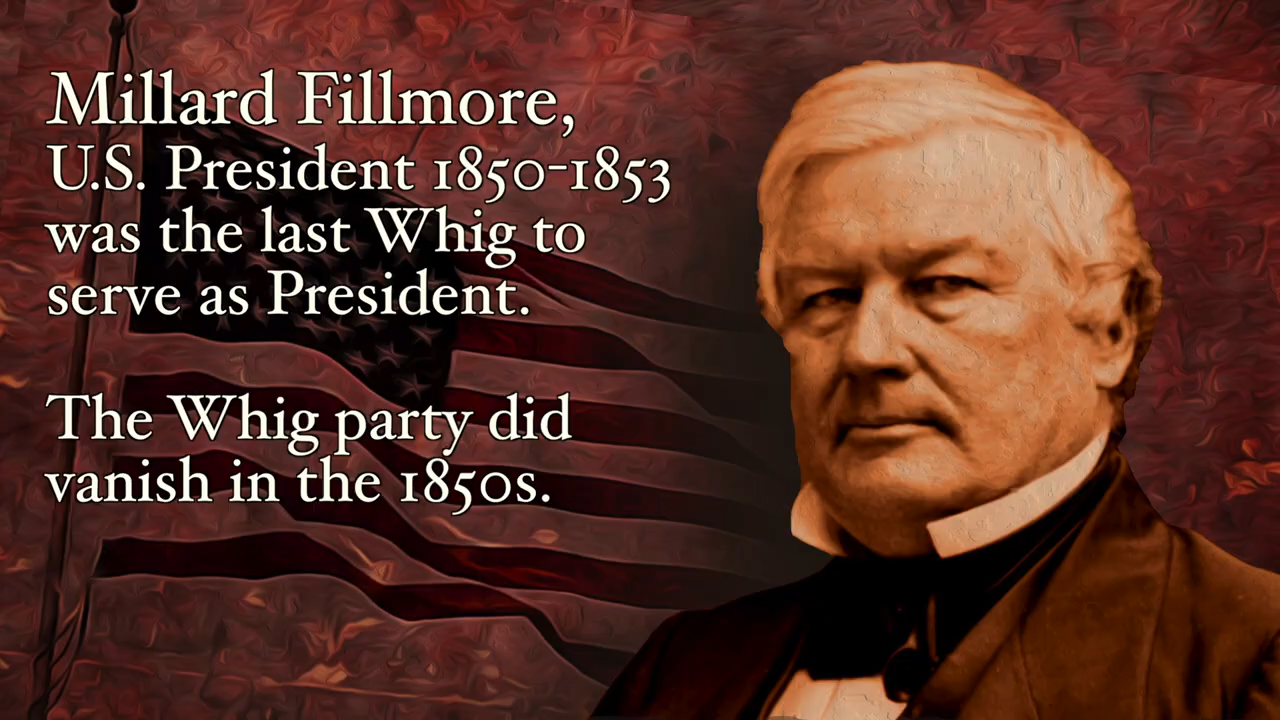 Millard Fillmore,
U.S. President 1850-1853
was the last Whig to
serve as President.
The Whig party did
vanish in the 1850s.